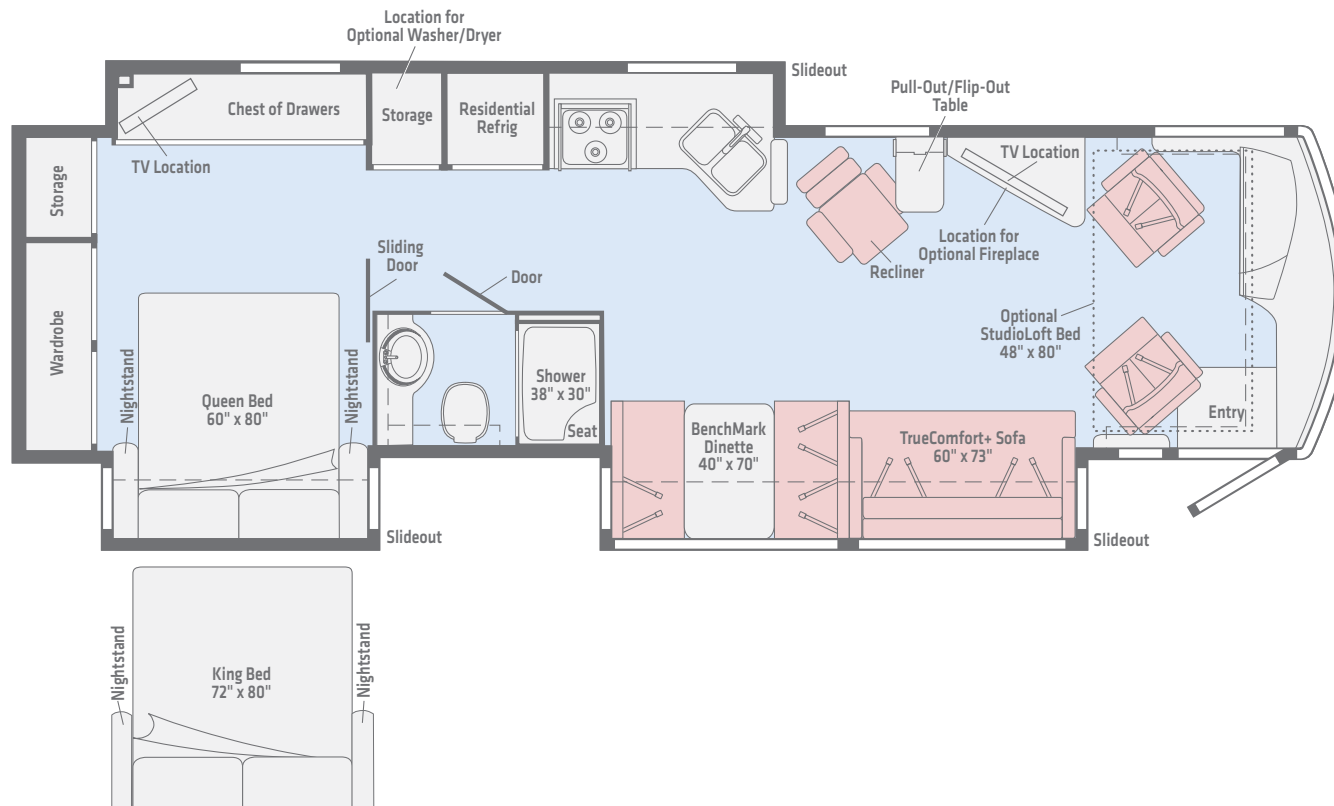 Location for
Optional Washer/Dryer
Slideout
Pull-Out/Flip-Out
Table
Chest of Drawers
Storage
Residential
Refrig
TV Location
TV Location
Storage
Sliding
Door
Door
Recliner
Location for
Optional Fireplace
Wardrobe
Optional
StudioLoft Bed
48" x 80"
Nightstand
Queen Bed
60" x 80"
Nightstand
Shower
38" x 30"
Seat
BenchMark
Dinette
40" x 70"
TrueComfort+ Sofa
60" x 73"
Entry
Slideout
Slideout
Nightstand
King Bed
72" x 80"
Nightstand